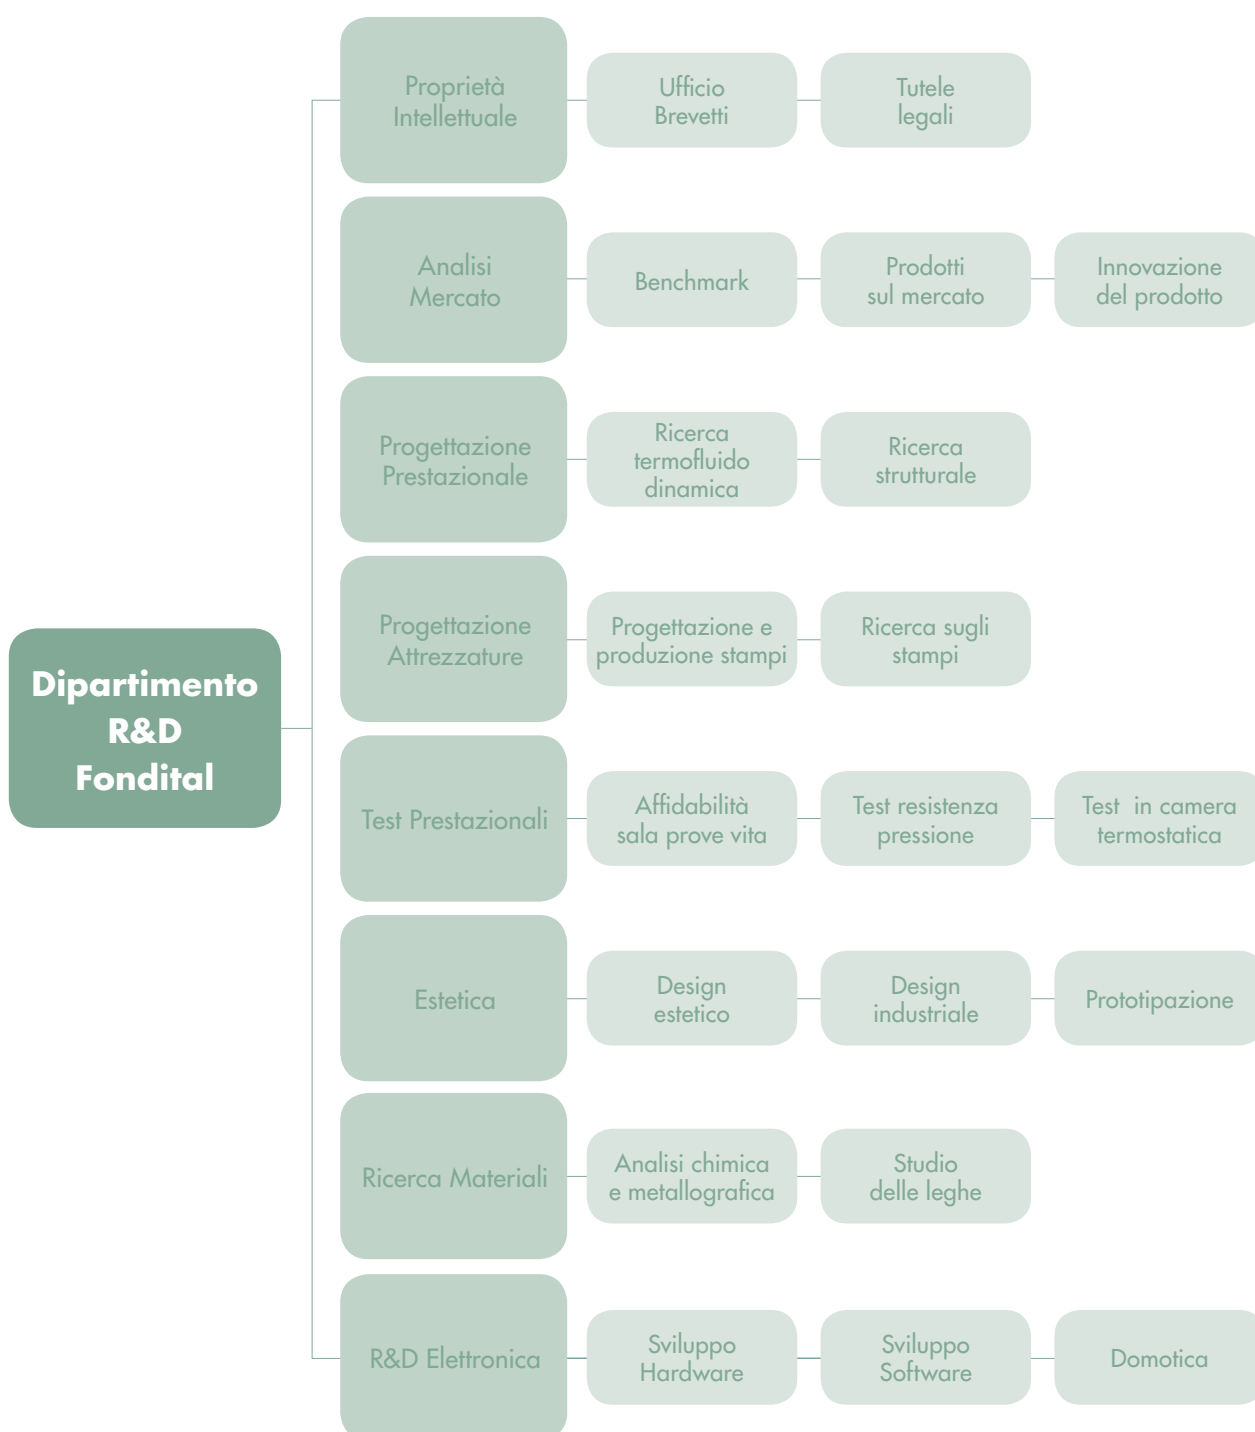 Dipartimento
R&D
Fondital
Proprietà
Intellettuale
Ufficio
Brevetti
Tutele
legali
Analisi
Mercato
Benchmark
Prodotti
sul mercato
Innovazione
del prodotto
Progettazione
Prestazionale
Ricerca
termofluido
dinamica
Ricerca
strutturale
Progettazione
Attrezzature
Progettazione e
produzione stampi
Ricerca sugli
stampi
Test Prestazionali
Affidabilità
sala prove vita
Test resistenza
pressione
Test in camera
termostatica
Estetica
Design
estetico
Design
industriale
Prototipazione
Ricerca Materiali
Analisi chimica
e metallografica
Studio
delle leghe
R&D Elettronica
Sviluppo
Hardware
Sviluppo
Software
Domotica